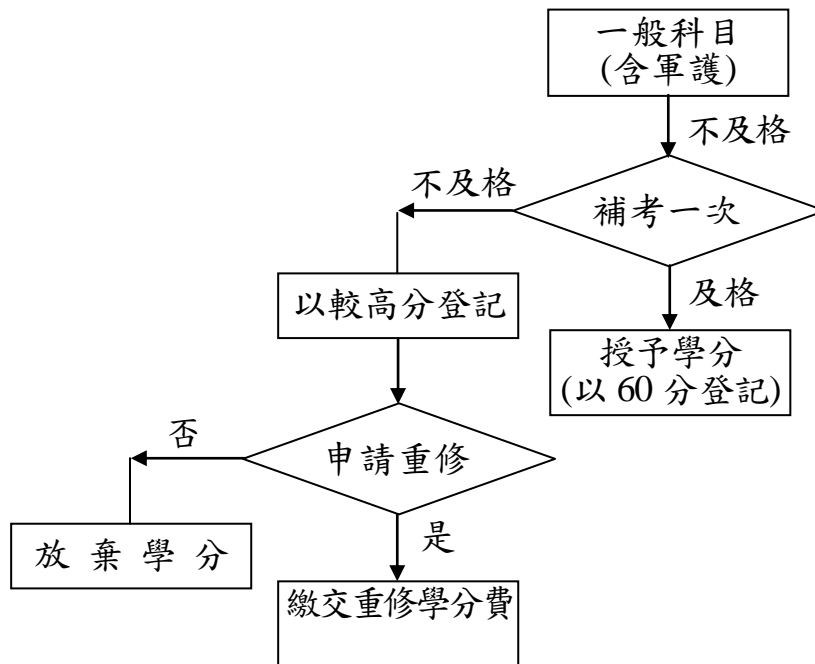 一般科目
(含軍護)
不及格
不及格
補考一次
及格
以較高分登記
授予學分
(以 60 分登記)
否
申請重修
放 棄 學 分
是
繳交重修學分費